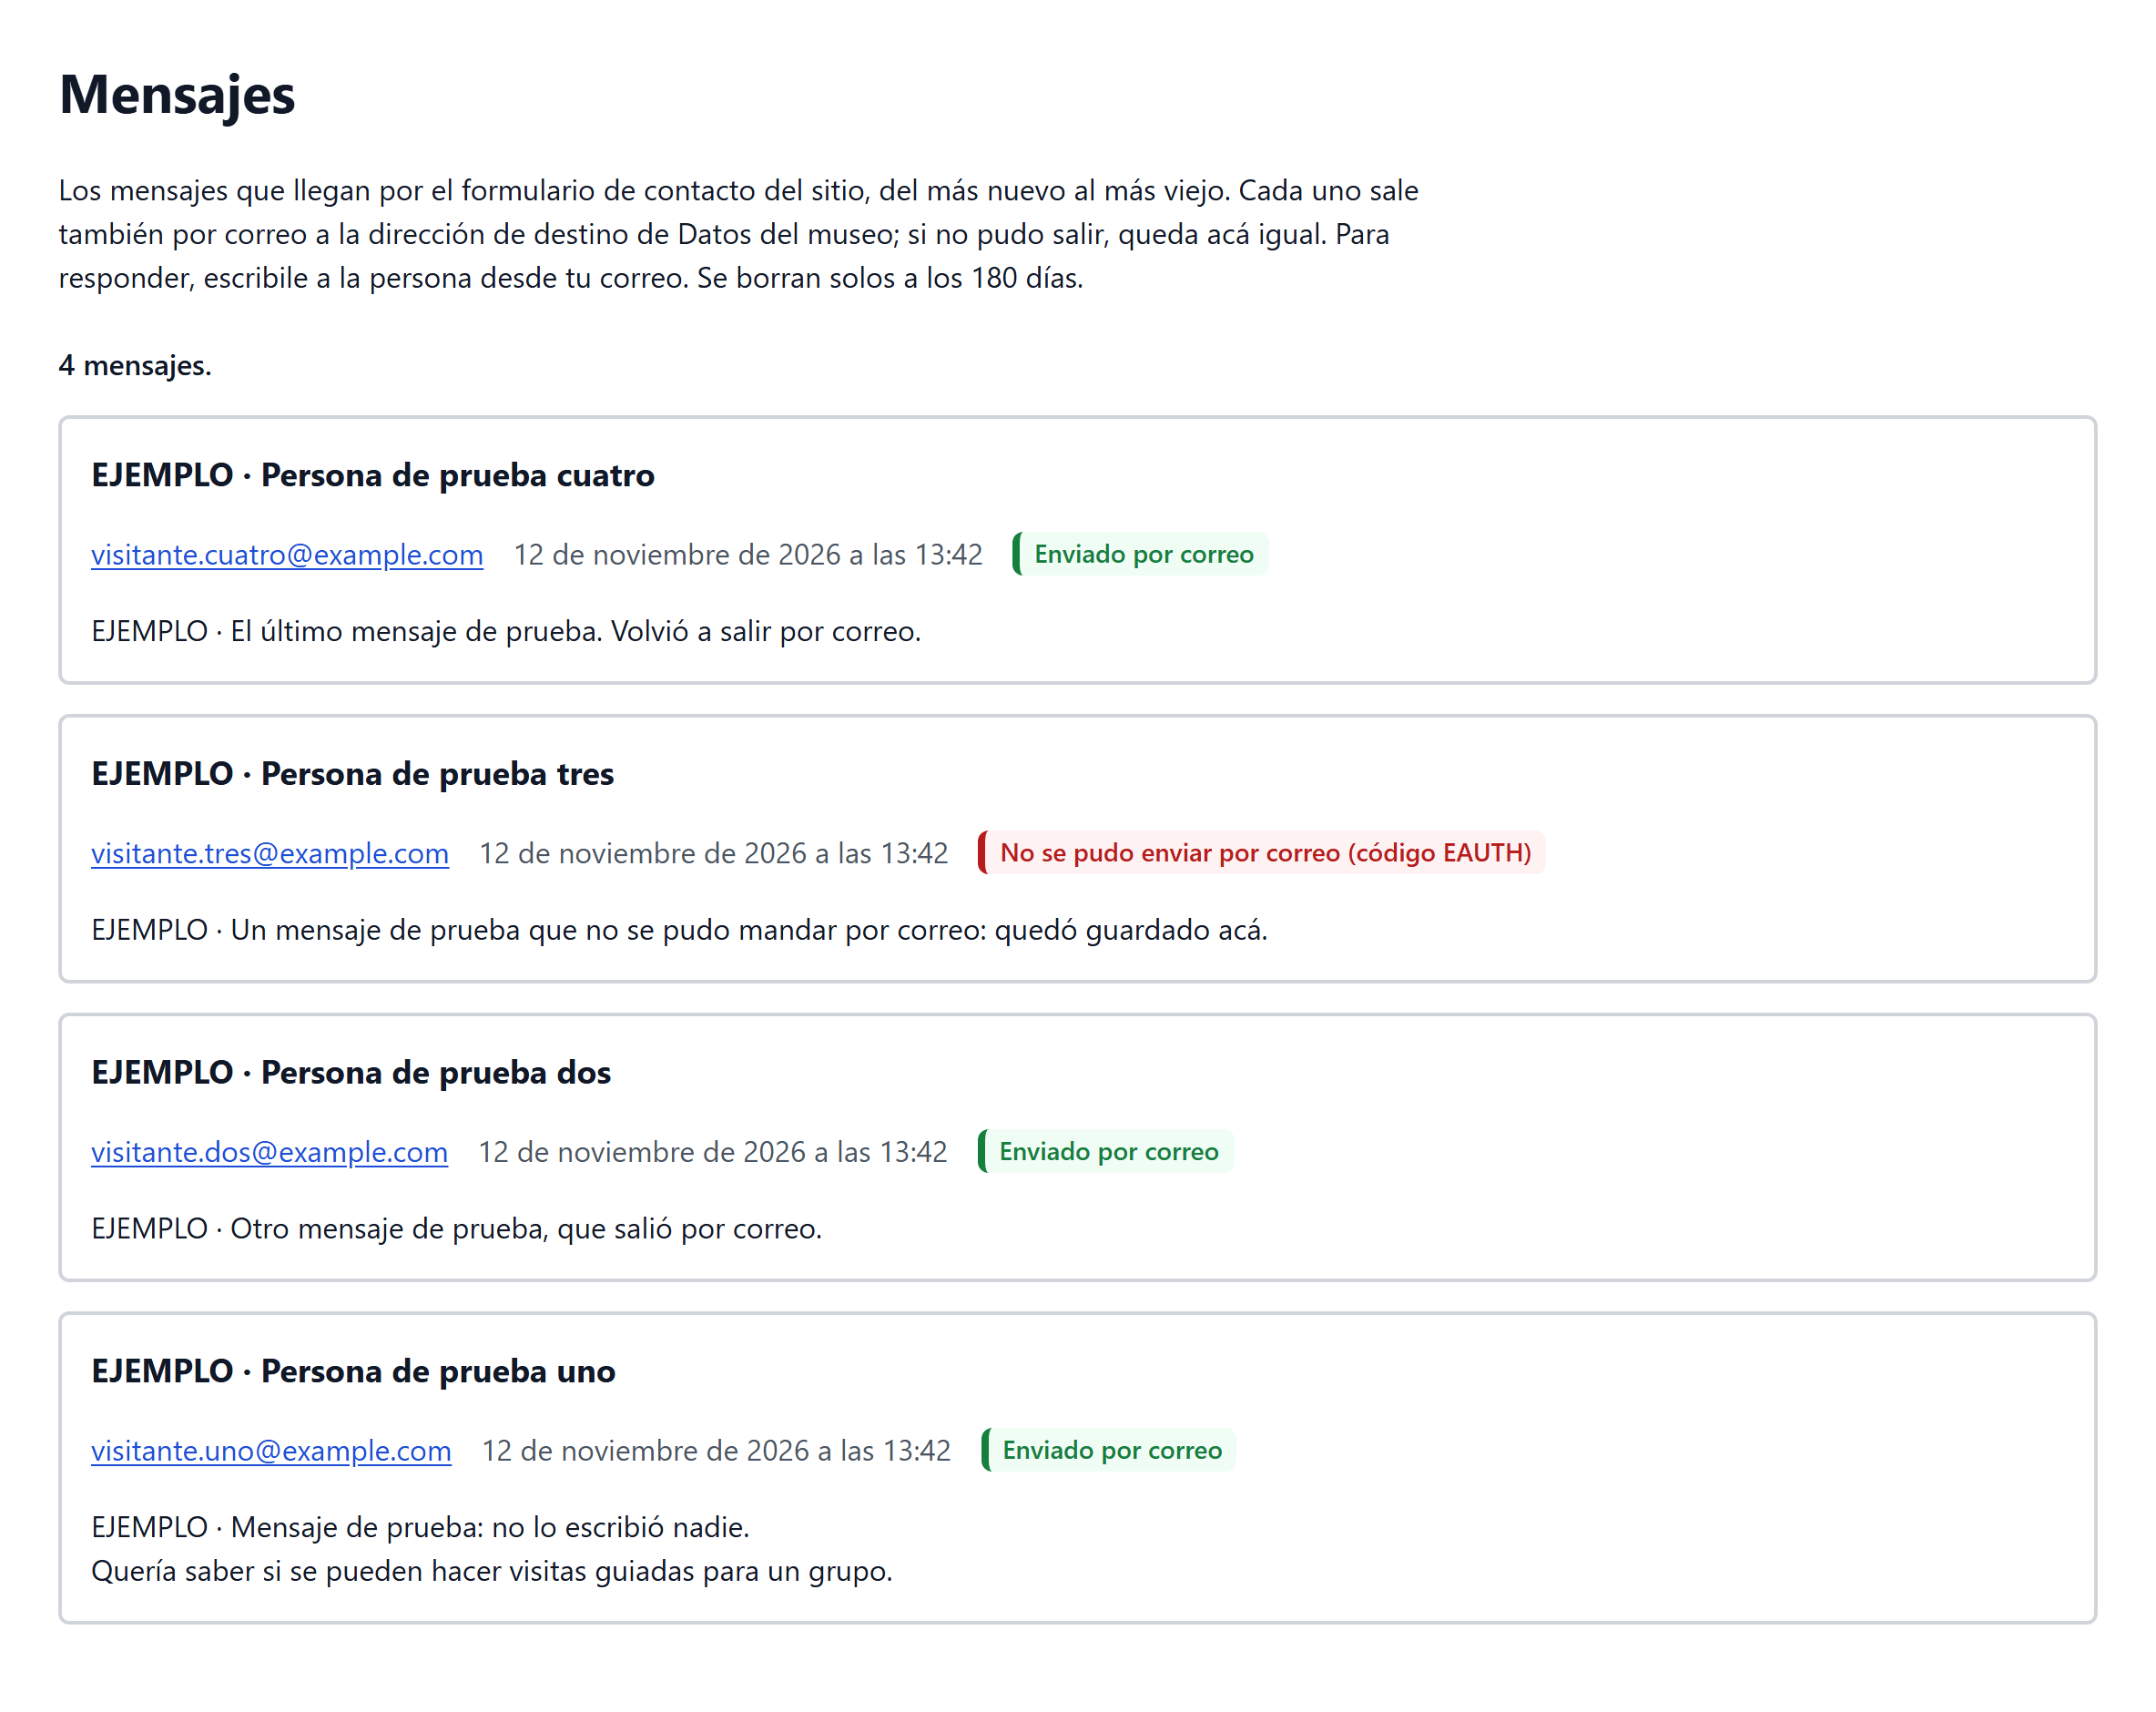 Mensajes
Los mensajes que llegan por el formulario de contacto del sitio, del más nuevo al más viejo. Cada uno sale
también por correo a la dirección de destino de Datos del museo; si no pudo salir, queda acá igual. Para
responder, escribile a la persona desde tu correo. Se borran solos a los 180 días.
4 mensajes.
EJEMPLO · Persona de prueba cuatro
visitante.cuatro@example.com 12 de noviembre de 2026 a las 13:42 Enviado por correo
EJEMPLO · El último mensaje de prueba. Volvió a salir por correo.
EJEMPLO · Persona de prueba tres
visitante.tres@example.com 12 de noviembre de 2026 a las 13:42 No se pudo enviar por correo (código EAUTH)
EJEMPLO · Un mensaje de prueba que no se pudo mandar por correo: quedó guardado acá.
EJEMPLO · Persona de prueba dos
visitante.dos@example.com 12 de noviembre de 2026 a las 13:42 Enviado por correo
EJEMPLO · Otro mensaje de prueba, que salió por correo.
EJEMPLO · Persona de prueba uno
visitante.uno@example.com 12 de noviembre de 2026 a las 13:42 Enviado por correo
EJEMPLO · Mensaje de prueba: no lo escribió nadie.
Quería saber si se pueden hacer visitas guiadas para un grupo.